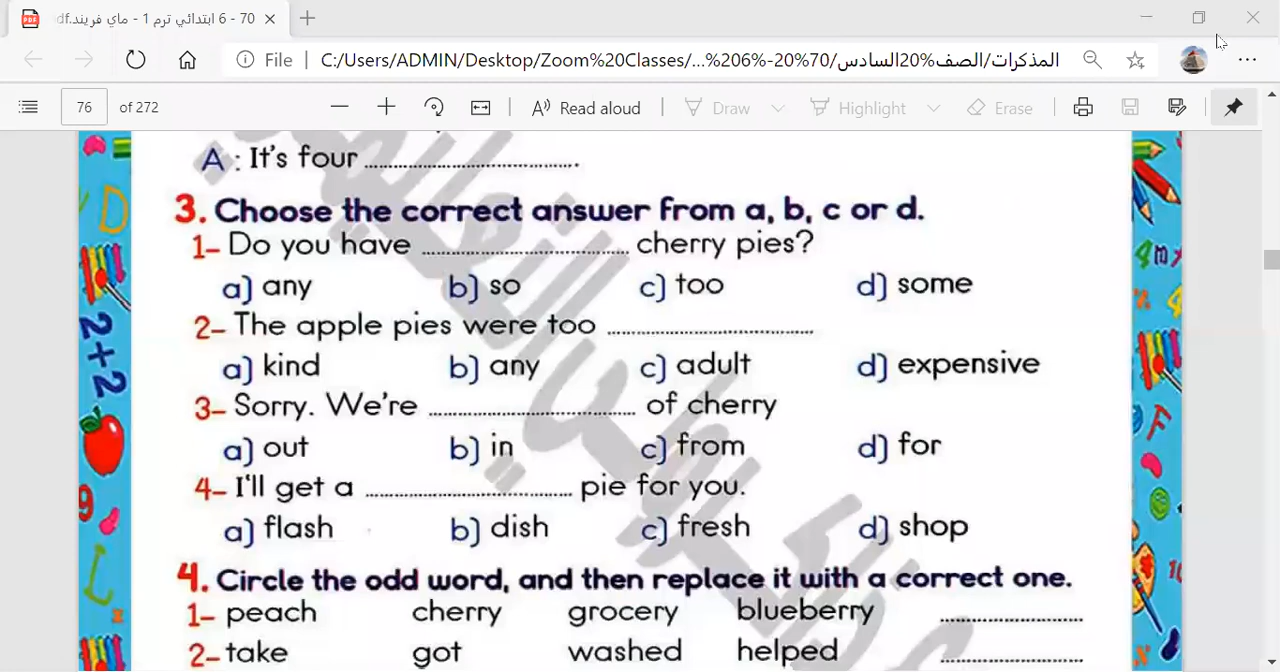 70 - 6 ابتدائي ترم 1 - ماي فريند.pdf
File
C:/Users/ADMIN/Desktop/Zoom%20Classes/...المذكرات/الصف%20السادس/70%20-%206%
76 of 272
Read aloud
Draw
Highlight
Erase
A : It's four ........................................
3. Choose the correct answer from a, b, c or d.
1- Do you have ........................................ cherry pies?
a) any b) so c) too d) some
2- The apple pies were too ........................................
a) kind b) any c) adult d) expensive
3- Sorry. We're ........................................ of cherry
a) out b) in c) from d) for
4- I'll get a ........................................ pie for you.
a) flash b) dish c) fresh d) shop
4. Circle the odd word, and then replace it with a correct one.
1- peach cherry grocery blueberry ............................
2- take got washed helped ............................